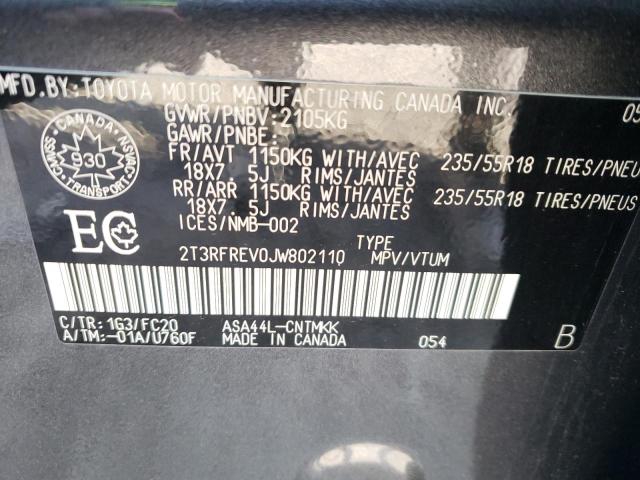 MFD.BY:TOYOTA MOTOR MANUFACTURING CANADA INC. 05
GVWR/PNBV:2105KG
GAWR/PNBE:
FR/AVT 1150KG WITH/AVEC 235/55R18 TIRES/PNEU
18X7.5J RIMS/JANTES
RR/ARR 1150KG WITH/AVEC 235/55R18 TIRES/PNEUS
18X7.5J RIMS/JANTES
ICES/NMB-002
CMVSS NSVAC
930
TRANSPORT
EC
2T3RFREV0JW802110 TYPE MPV/VTUM
C/TR:1G3/FC20 ASA44L-CNTMKK
A/TM:-01A/U760F MADE IN CANADA 054 B